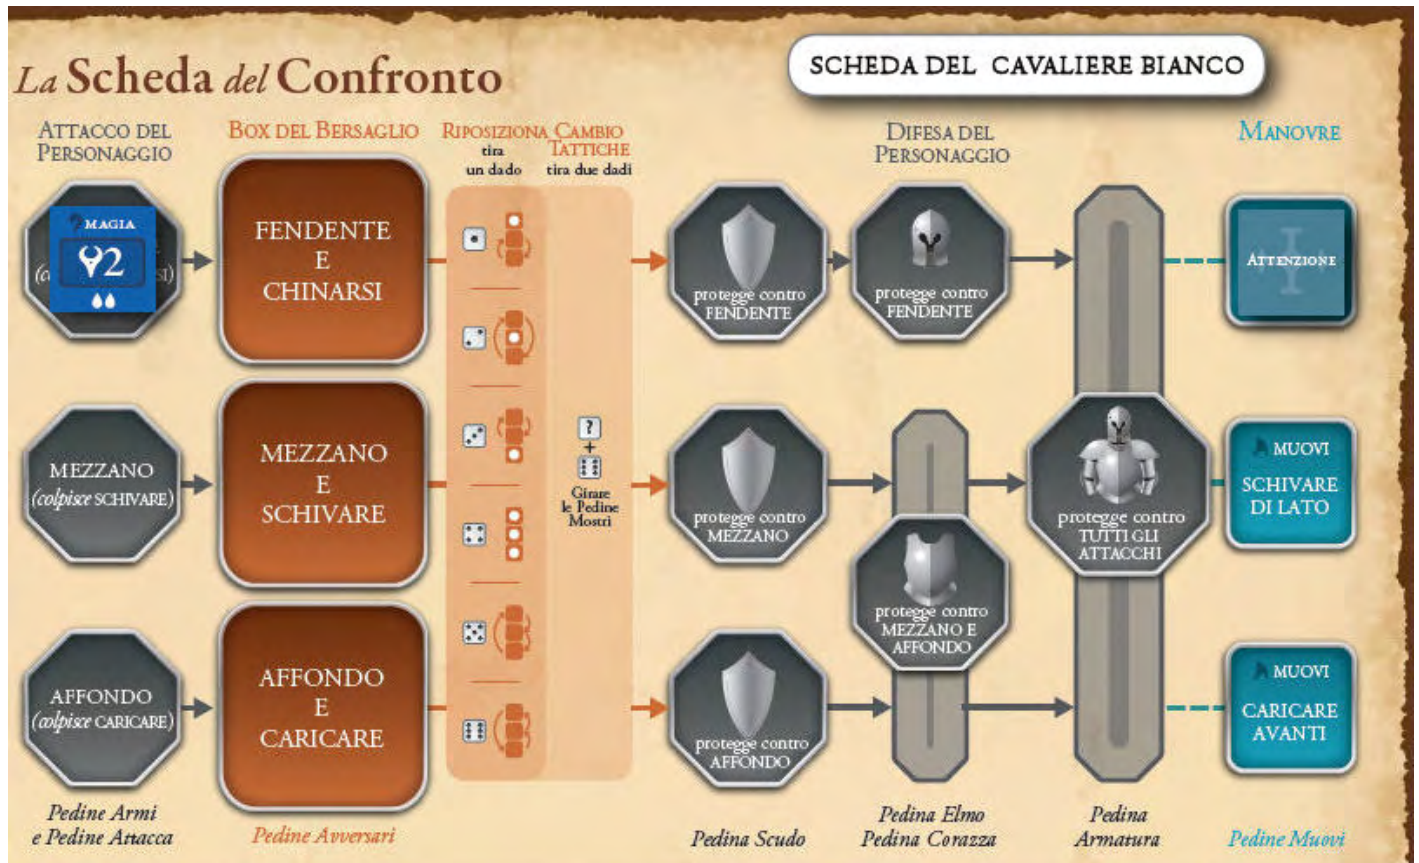 La Scheda del Confronto
SCHEDA DEL CAVALIERE BIANCO
ATTACCO DEL
PERSONAGGIO
BOX DEL BERSAGLIO
RIPOSIZIONA
tira
un dado
CAMBIO
TATTICHE
tira due dadi
DIFESA DEL
PERSONAGGIO
MANOVRE
MAGIA
2
FENDENTE
E
CHINARSI
protegge contro
FENDENTE
protegge contro
FENDENTE
ATTENZIONE
MEZZANO
(colpisce SCHIVARE)
MEZZANO
E
SCHIVARE
?
+
Girare
le Pedine
Mostri
protegge contro
MEZZANO
protegge contro
MEZZANO E
AFFONDO
protegge contro
TUTTI GLI
ATTACCHI
MUOVI
SCHIVARE
DI LATO
AFFONDO
(colpisce CARICARE)
AFFONDO
E
CARICARE
protegge contro
AFFONDO
MUOVI
CARICARE
AVANTI
Pedine Armi
e Pedine Attacca
Pedine Avversari
Pedina Scudo
Pedina Elmo
Pedina Corazza
Pedina
Armatura
Pedine Muovi